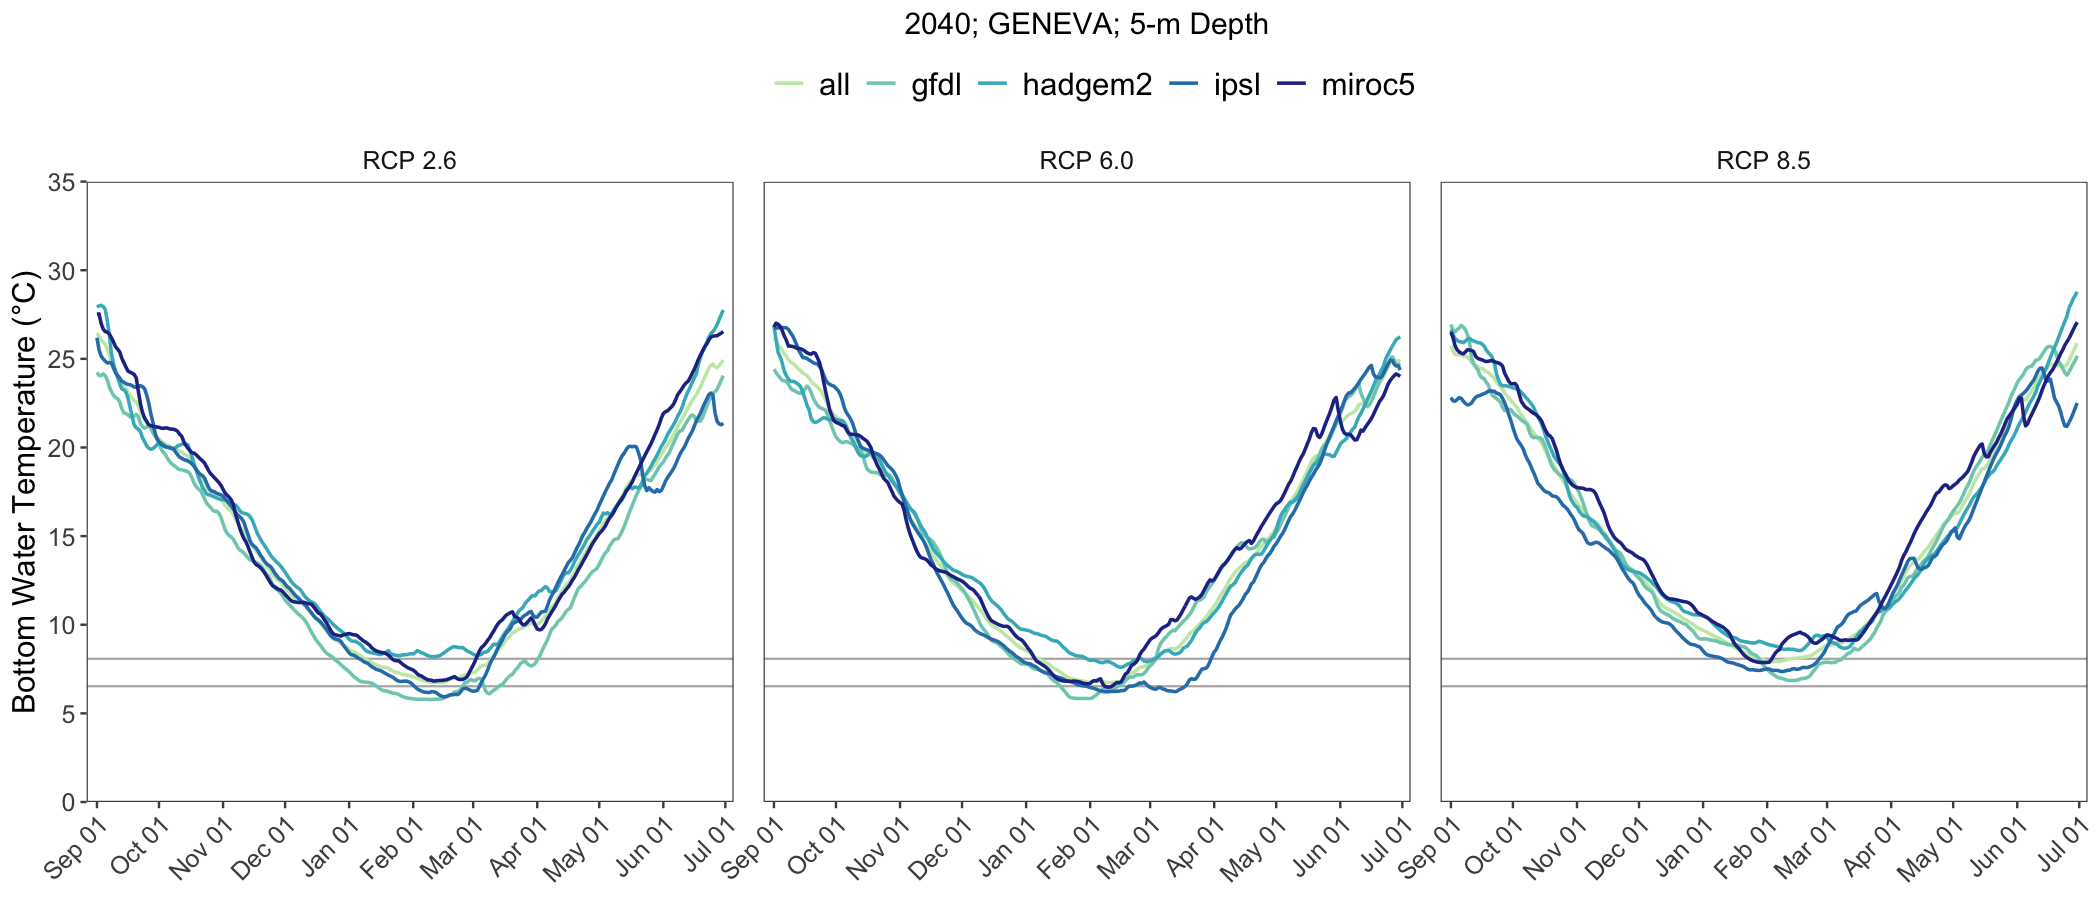 2040; GENEVA; 5-m Depth
all gfdl hadgem2 ipsl miroc5
RCP 2.6 RCP 6.0 RCP 8.5
Bottom Water Temperature (°C)
35
30
25
20
15
10
5
0
Sep 01 Oct 01 Nov 01 Dec 01 Jan 01 Feb 01 Mar 01 Apr 01 May 01 Jun 01 Jul 01 Sep 01 Oct 01 Nov 01 Dec 01 Jan 01 Feb 01 Mar 01 Apr 01 May 01 Jun 01 Jul 01 Sep 01 Oct 01 Nov 01 Dec 01 Jan 01 Feb 01 Mar 01 Apr 01 May 01 Jun 01 Jul 01